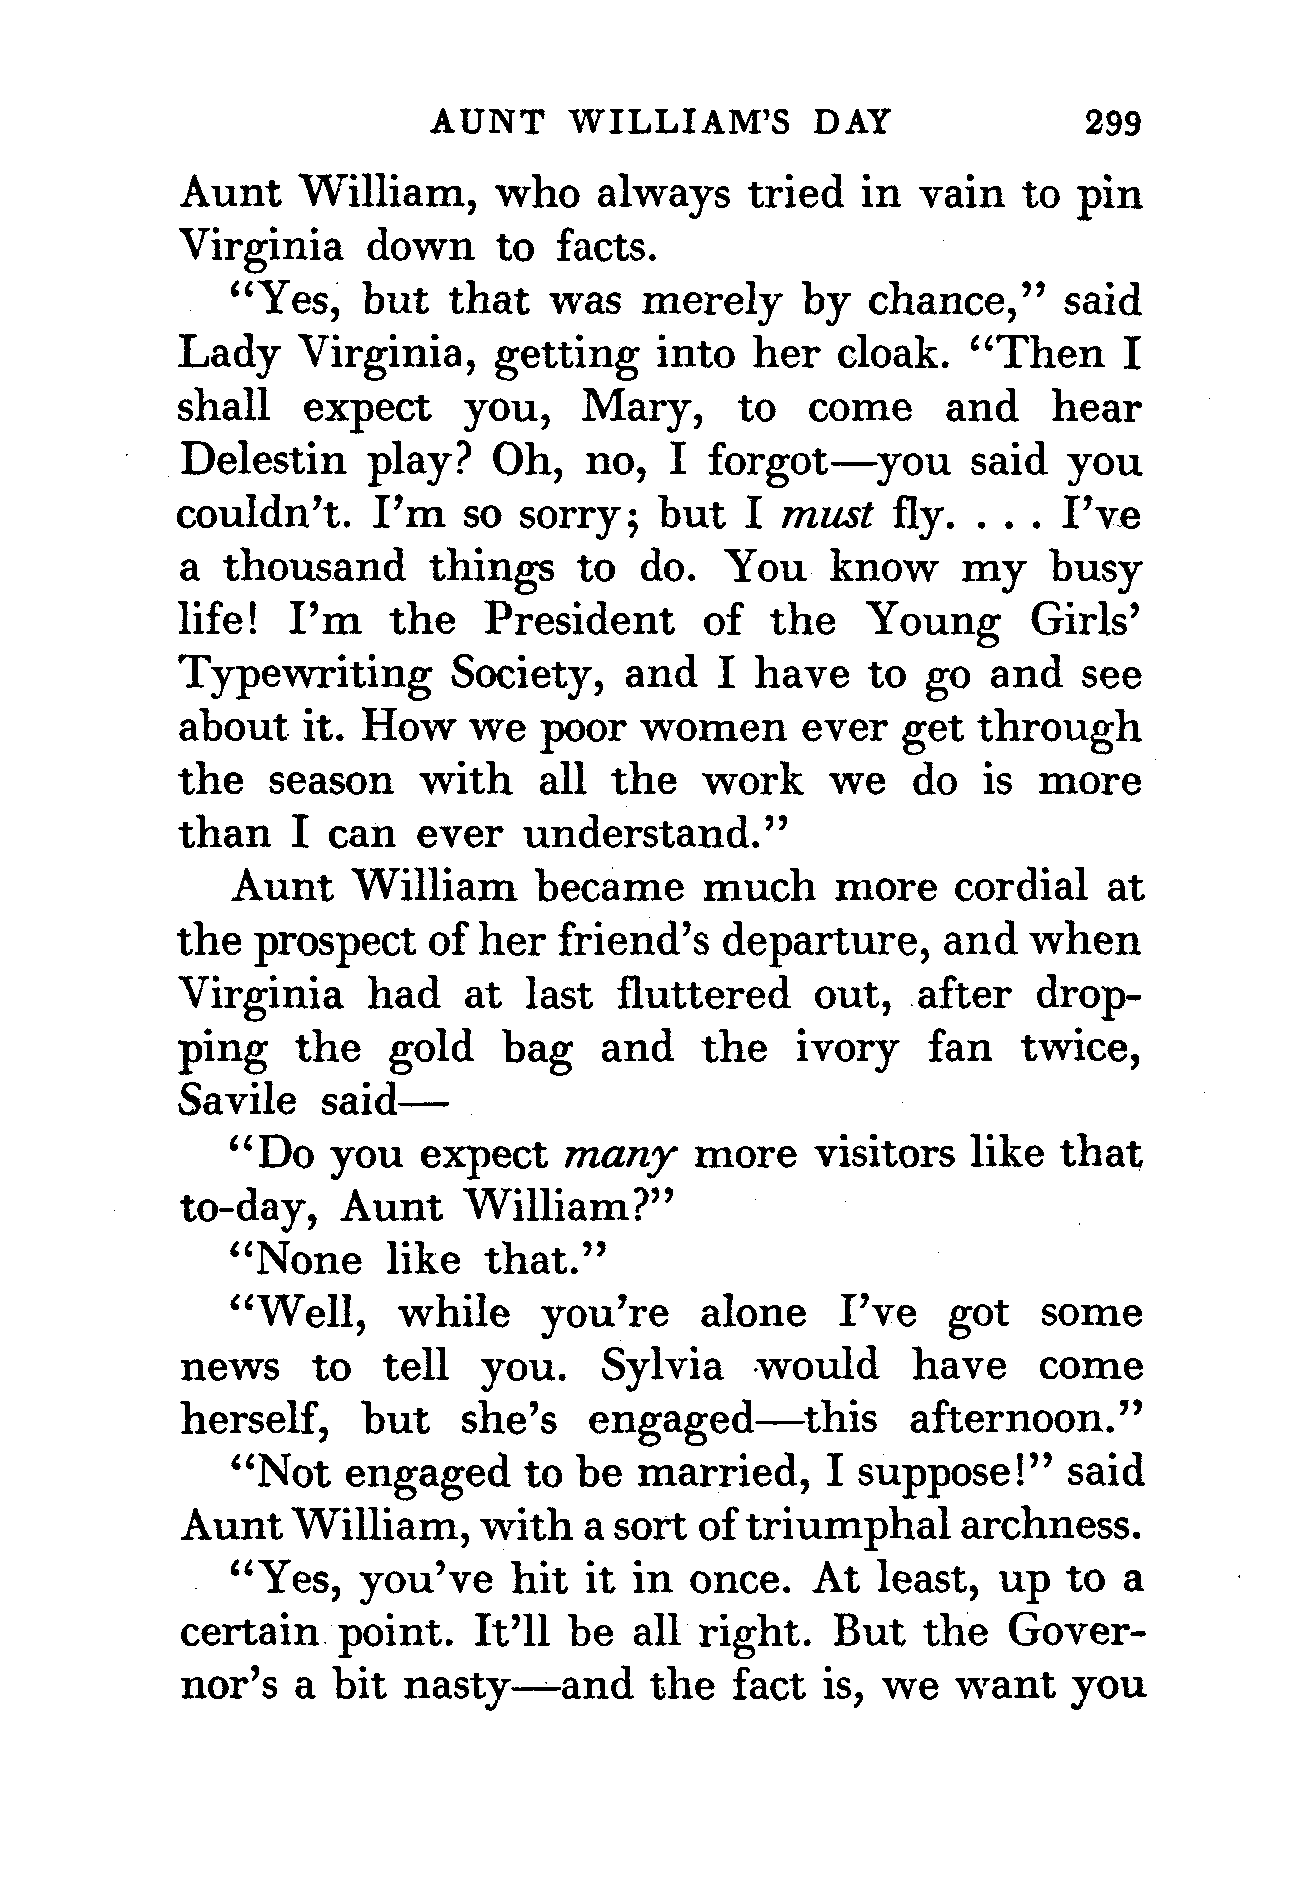 AUNT WILLIAM'S DAY 299
Aunt William, who always tried in vain to pin
Virginia down to facts.
"Yes, but that was merely by chance," said
Lady Virginia, getting into her cloak. "Then I
shall expect you, Mary, to come and hear
Delestin play? Oh, no, I forgot—you said you
couldn't. I'm so sorry; but I must fly. . . . I've
a thousand things to do. You know my busy
life! I'm the President of the Young Girls'
Typewriting Society, and I have to go and see
about it. How we poor women ever get through
the season with all the work we do is more
than I can ever understand."
Aunt William became much more cordial at
the prospect of her friend's departure, and when
Virginia had at last fluttered out, after drop-
ping the gold bag and the ivory fan twice,
Savile said—
"Do you expect many more visitors like that
to-day, Aunt William?"
"None like that."
"Well, while you're alone I've got some
news to tell you. Sylvia would have come
herself, but she's engaged—this afternoon."
"Not engaged to be married, I suppose!" said
Aunt William, with a sort of triumphal archness.
"Yes, you've hit it in once. At least, up to a
certain point. It'll be all right. But the Gover-
nor's a bit nasty—and the fact is, we want you